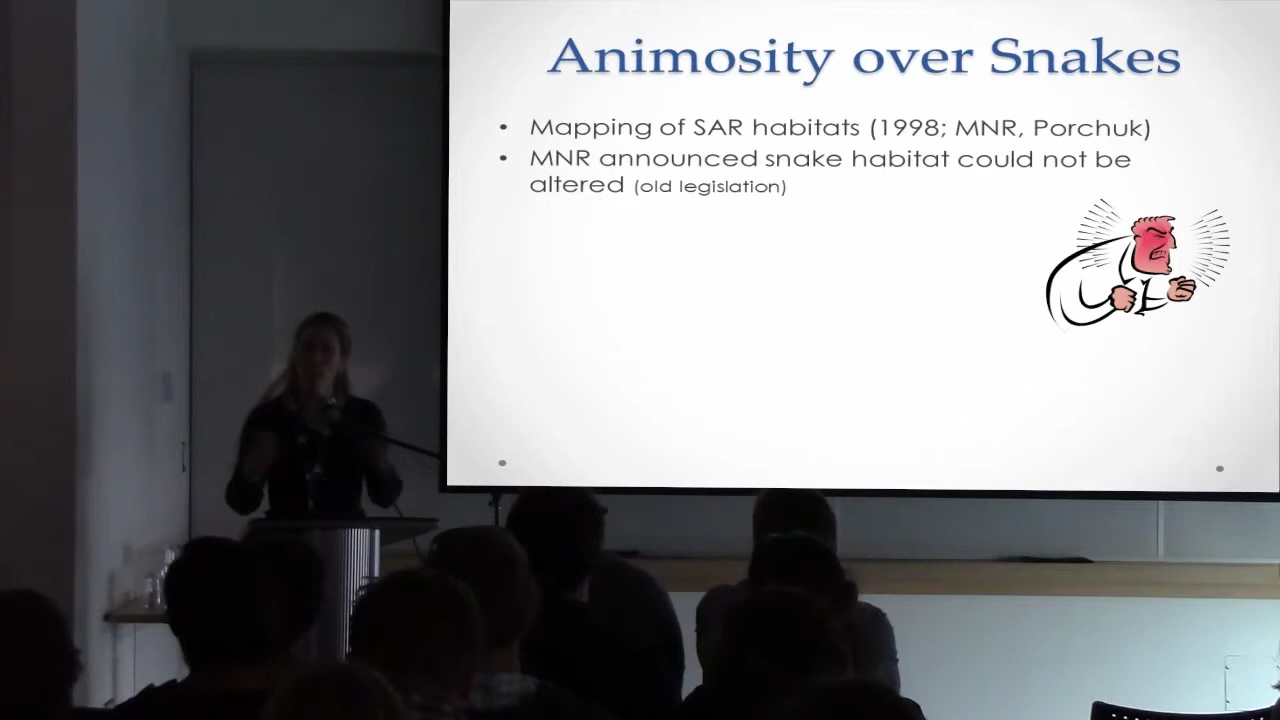 Animosity over Snakes
• Mapping of SAR habitats (1998; MNR, Porchuk)
• MNR announced snake habitat could not be
altered (old legislation)